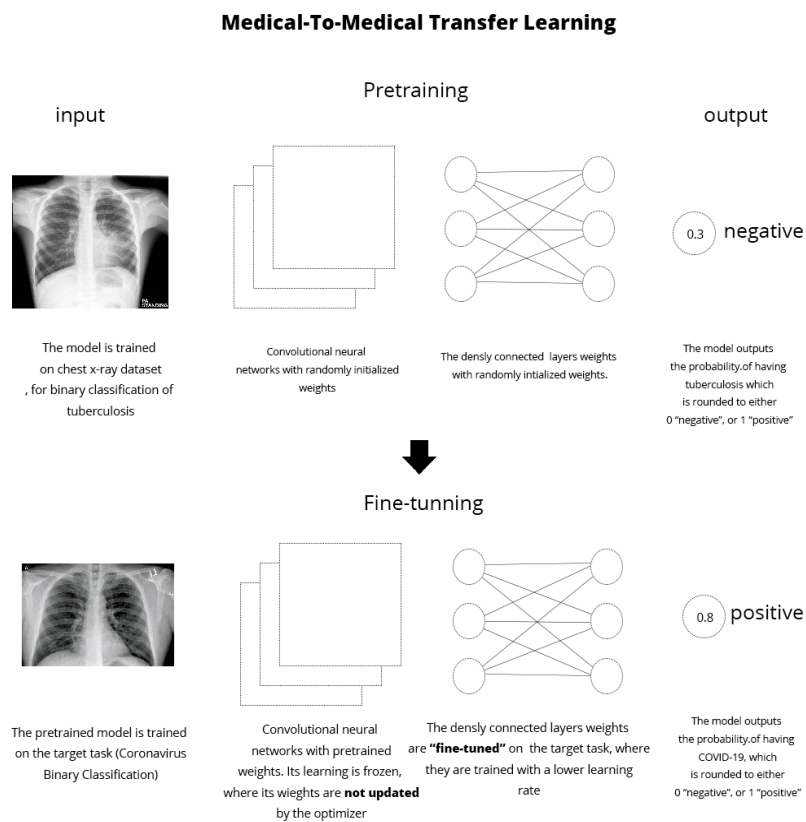 Medical-To-Medical Transfer Learning
Pretraining
input
output
PA
STANDING
0.3
negative
The model is trained
on chest x-ray dataset
, for binary classification of
tuberculosis
Convolutional neural
networks with randomly initialized
weights
The densly connected layers weights
with randomly intialized weights.
The model outputs
the probability.of having
tuberculosis which
is rounded to either
0 “negative”, or 1 “positive”
Fine-tunning
0.8
positive
The pretrained model is trained
on the target task (Coronavirus
Binary Classification)
Convolutional neural
networks with pretrained
weights. Its learning is frozen,
where its wieghts are not updated
by the optimizer
The densly connected layers weights
are “fine-tuned” on the target task, where
they are trained with a lower learning
rate
The model outputs
the probability.of having
COVID-19, which
is rounded to either
0 “negative”, or 1 “positive”